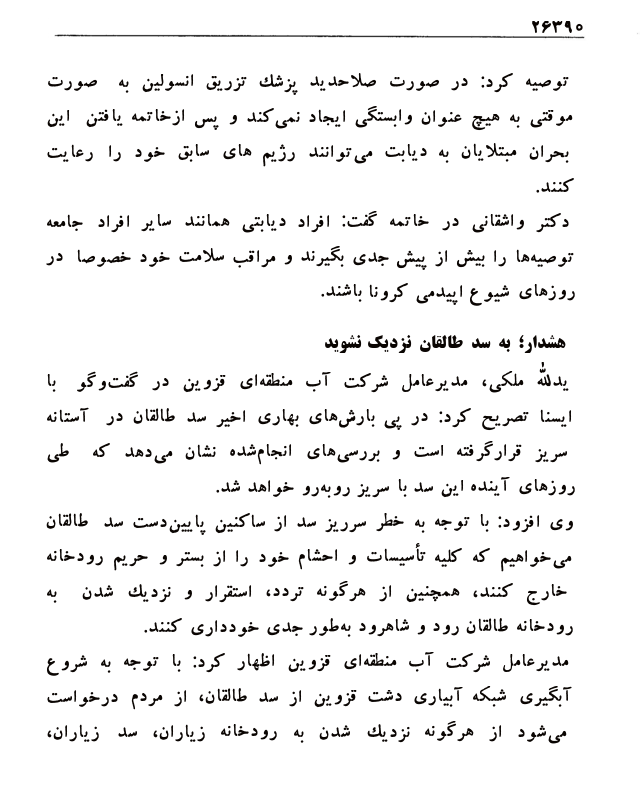 ۲۶۳۹۰
توصیه کرد: در صورت صلاحدید پزشك تزریق انسولین به صورت
موقتی به هیچ عنوان وابستگی ایجاد نمی‌کند و پس ازخاتمه یافتن این
بحران مبتلایان به دیابت می‌توانند رژیم های سابق خود را رعایت
کنند.
دکتر واشقانی در خاتمه گفت: افراد دیابتی همانند سایر افراد جامعه
توصیه‌ها را بیش از پیش جدی بگیرند و مراقب سلامت خود خصوصا در
روزهای شیوع اپیدمی کرونا باشند.
هشدار؛ به سد طالقان نزدیک نشوید
یدالله ملکی، مدیرعامل شرکت آب منطقه‌ای قزوین در گفت‌وگو با
ایسنا تصریح کرد: در پی بارش‌های بهاری اخیر سد طالقان در آستانه
سریز قرارگرفته است و بررسی‌های انجام‌شده نشان می‌دهد که طی
روزهای آینده این سد با سریز روبه‌رو خواهد شد.
وی افزود: با توجه به خطر سرریز سد از ساکنین پایین‌دست سد طالقان
می‌خواهیم که کلیه تأسیسات و احشام خود را از بستر و حریم رودخانه
خارج کنند، همچنین از هرگونه تردد، استقرار و نزدیك شدن به
رودخانه طالقان رود و شاهرود به‌طور جدی خودداری کنند.
مدیرعامل شرکت آب منطقه‌ای قزوین اظهار کرد: با توجه به شروع
آبگیری شبکه آبیاری دشت قزوین از سد طالقان، از مردم درخواست
می‌شود از هرگونه نزدیك شدن به رودخانه زیاران، سد زیاران،